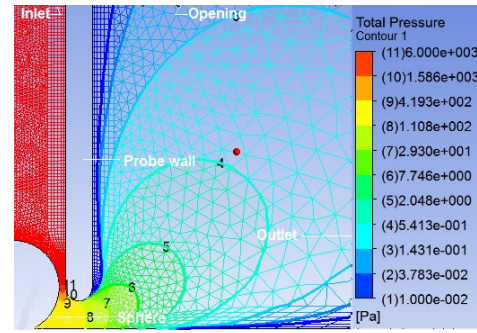 Inlet
Opening
Total Pressure
Contour 1
(11)6.000e+003
(10)1.586e+003
(9)4.193e+002
(8)1.108e+002
(7)2.930e+001
(6)7.746e+000
(5)2.048e+000
(4)5.413e-001
(3)1.431e-001
(2)3.783e-002
(1)1.000e-002
[Pa]
Probe wall
4
Outlet
5
11
10
9
7
8
Sphere